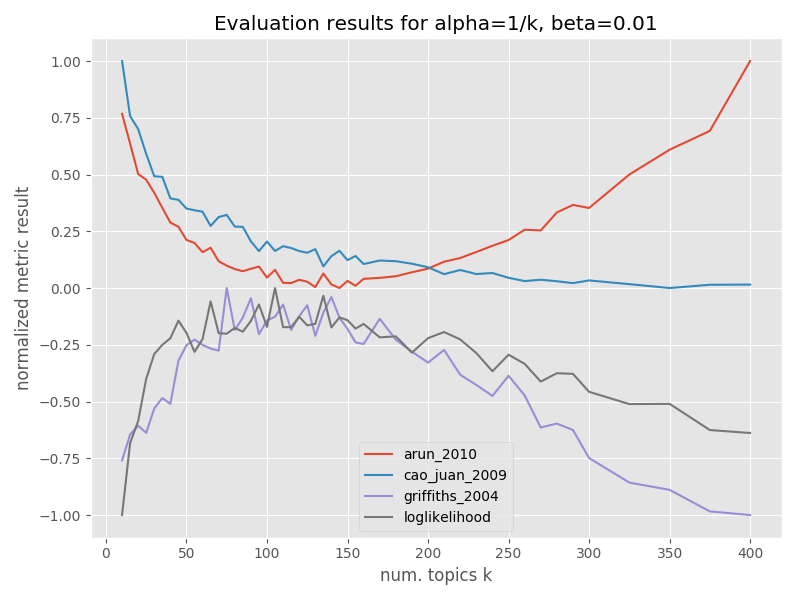 Evaluation results for alpha=1/k, beta=0.01
normalized metric result
1.00
0.75
0.50
0.25
0.00
−0.25
−0.50
−0.75
−1.00
arun_2010
cao_juan_2009
griffiths_2004
loglikelihood
0 50 100 150 200 250 300 350 400
num. topics k